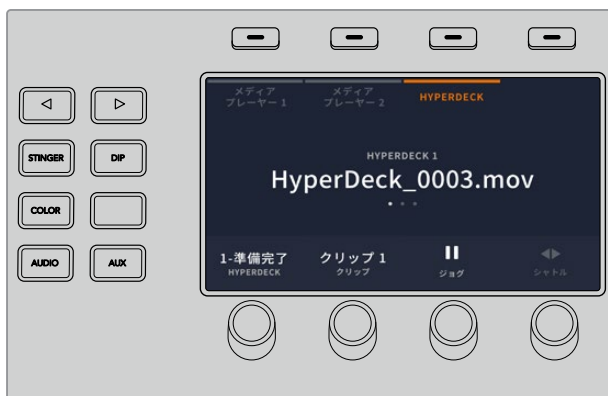 STINGER
DIP
COLOR
AUDIO
AUX
メディア
プレーヤー 1
メディア
プレーヤー 2
HYPERDECK
HYPERDECK 1
HyperDeck_0003.mov
1-準備完了
HYPERDECK
クリップ 1
クリップ
ジョグ
シャトル